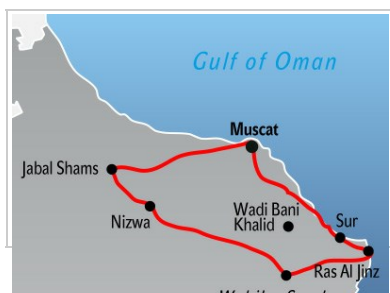 Gulf of Oman
Muscat
Jabal Shams
Wadi Bani
Khalid
Nizwa
Sur
Ras Al Jinz